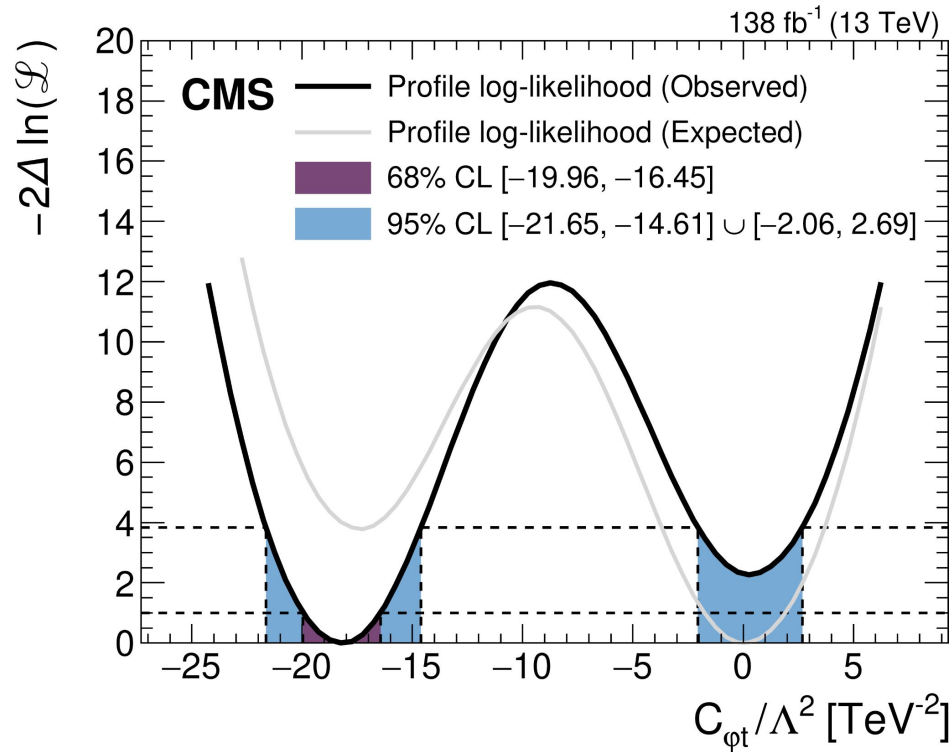 138 fb⁻¹ (13 TeV)
−2Δ ln(ℒ)
20
18
16
14
12
10
8
6
4
2
0
CMS
Profile log-likelihood (Observed)
Profile log-likelihood (Expected)
68% CL [−19.96, −16.45]
95% CL [−21.65, −14.61] ∪ [−2.06, 2.69]
−25 −20 −15 −10 −5 0 5
C_φt/Λ² [TeV⁻²]